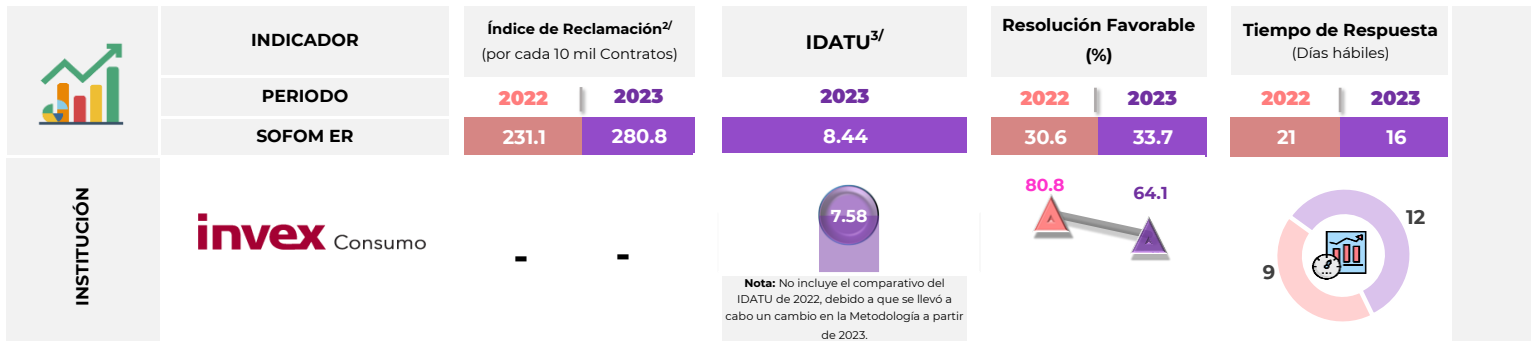 INDICADOR
Índice de Reclamación2/
(por cada 10 mil Contratos)
IDATU3/
Resolución Favorable
(%)
Tiempo de Respuesta
(Días hábiles)
PERIODO
2022 2023
2023
2022 2023
2022 2023
SOFOM ER
231.1 280.8
8.44
30.6 33.7
21 16
INSTITUCIÓN
invex Consumo
- -
7.58
Nota: No incluye el comparativo del
IDATU de 2022, debido a que se llevó a
cabo un cambio en la Metodología a partir
de 2023.
80.8
64.1
12
9